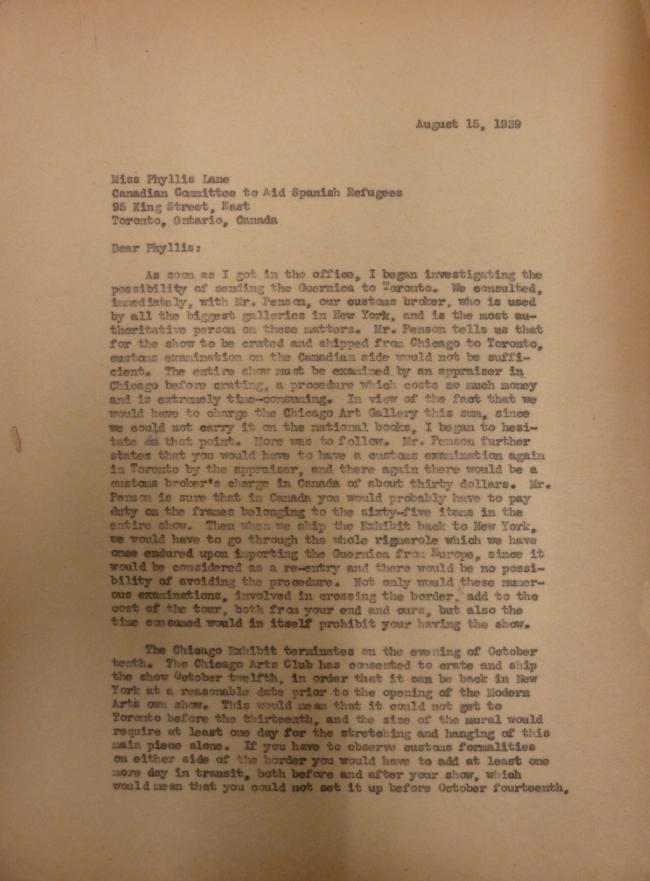 August 15, 1939
Miss Phyllis Lane
Canadian Committee to Aid Spanish Refugees
95 King Street, East
Toronto, Ontario, Canada
Dear Phyllis:
As soon as I got in the office, I began investigating the
possibility of sending the Guernica to Toronto. We consulted,
immediately, with Mr. Penson, our customs broker, who is used
by all the biggest galleries in New York, and is the most au-
thoritative person on these matters. Mr. Penson tells us that
for the show to be crated and shipped from Chicago to Toronto,
customs examination on the Canadian side would not be suffi-
cient. The entire show must be examined by an appraiser in
Chicago before crating, a procedure which costs so much money
and is extremely time-consuming. In view of the fact that we
would have to charge the Chicago Art Gallery this sum, since
we could not carry it on the national books, I began to hesi-
tate on that point. More was to follow. Mr. Penson further
states that you would have to have a customs examination again
in Toronto by the appraiser, and there again there would be a
customs broker's charge in Canada of about thirty dollars. Mr.
Penson is sure that in Canada you would probably have to pay
duty on the frames belonging to the sixty-five items in the
entire show. Then when we ship the Exhibit back to New York,
we would have to go through the whole rigmarole which we have
once endured upon importing the Guernica from Europe, since it
would be considered as a re-entry and there would be no possi-
bility of avoiding the procedure. Not only would these numer-
ous examinations, involved in crossing the border, add to the
cost of the tour, both from your end and ours, but also the
time consumed would in itself prohibit your having the show.
The Chicago Exhibit terminates on the evening of October
tenth. The Chicago Arts Club has consented to crate and ship
the show October twelfth, in order that it can be back in New
York at a reasonable date prior to the opening of the Modern
Arts own show. This would mean that it could not get to
Toronto before the thirteenth, and the size of the mural would
require at least one day for the stretching and hanging of this
main piece alone. If you have to observe customs formalities
on either side of the border you would have to add at least one
more day in transit, both before and after your show, which
would mean that you could not set it up before October fourteenth,